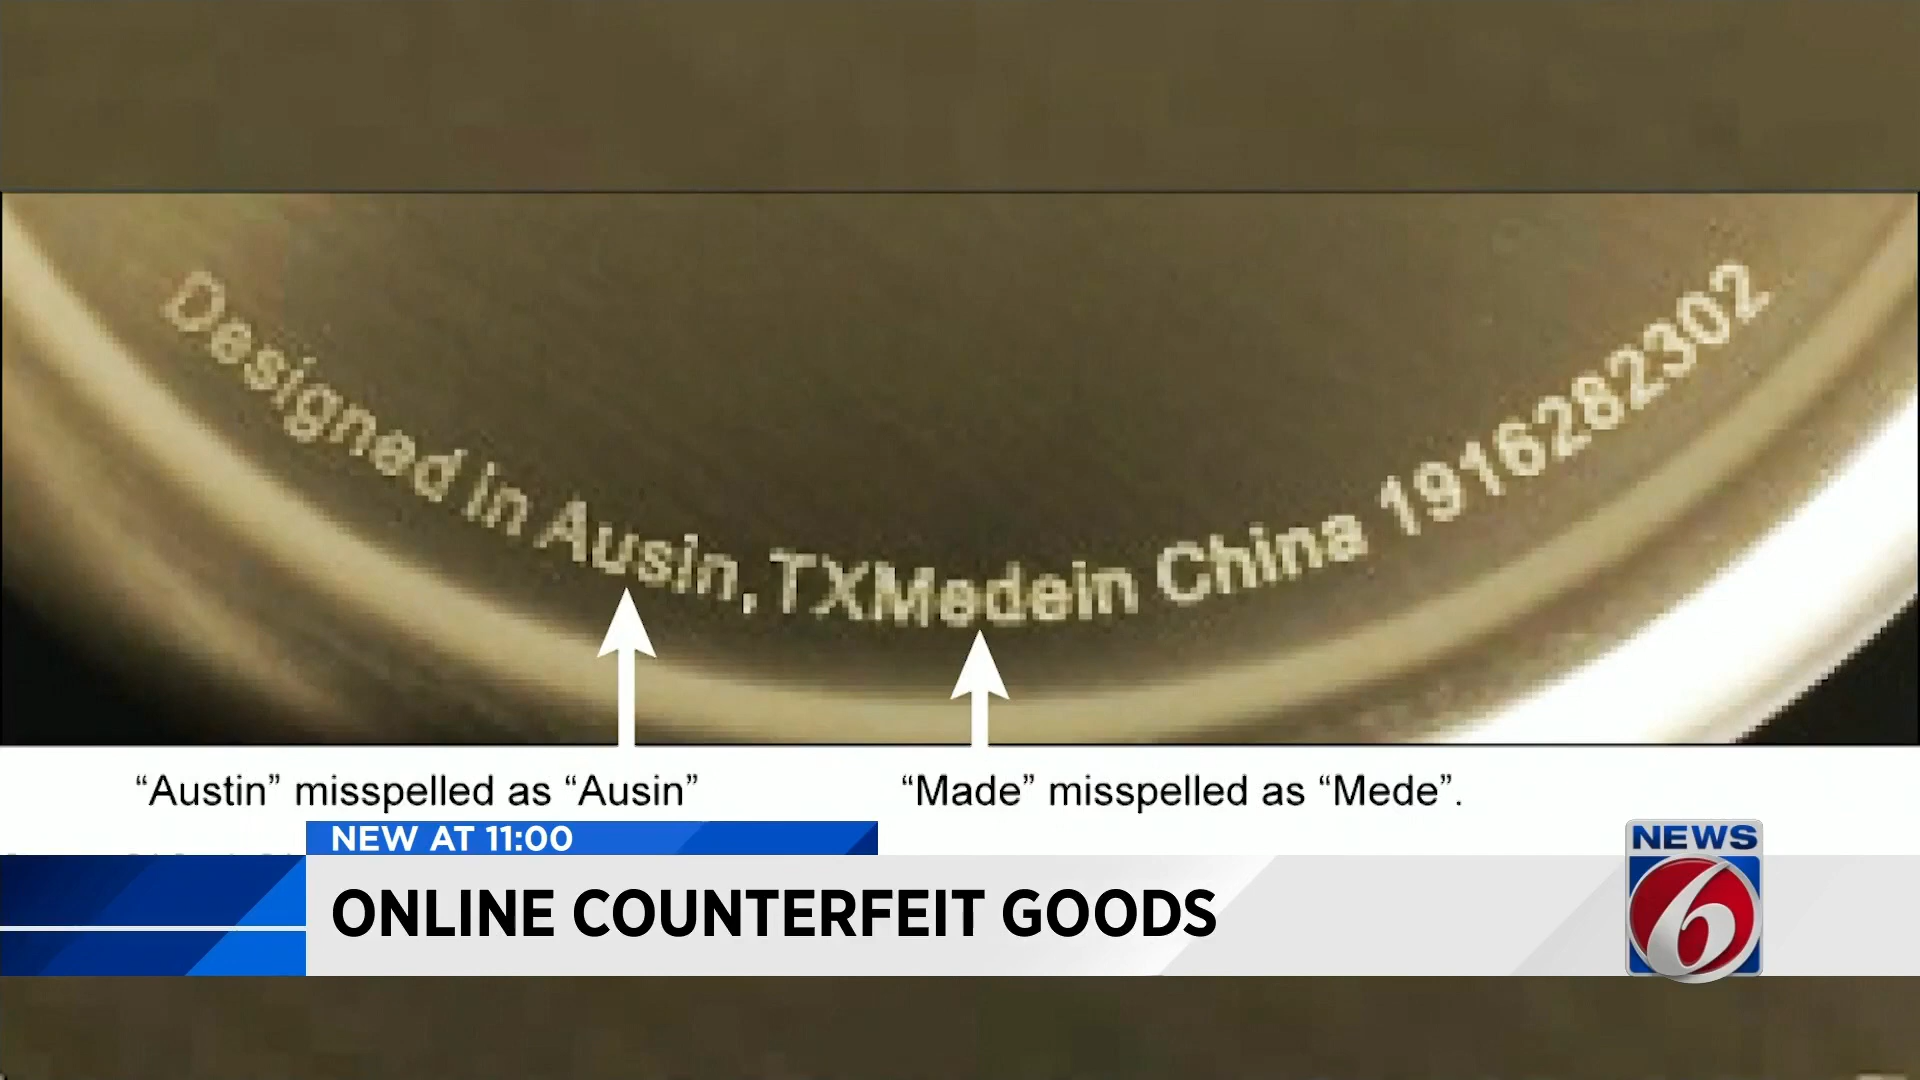 Designed in Ausin, TXMedein China 1916282302
“Austin” misspelled as “Ausin”
“Made” misspelled as “Mede”.
NEW AT 11:00
ONLINE COUNTERFEIT GOODS
NEWS
6